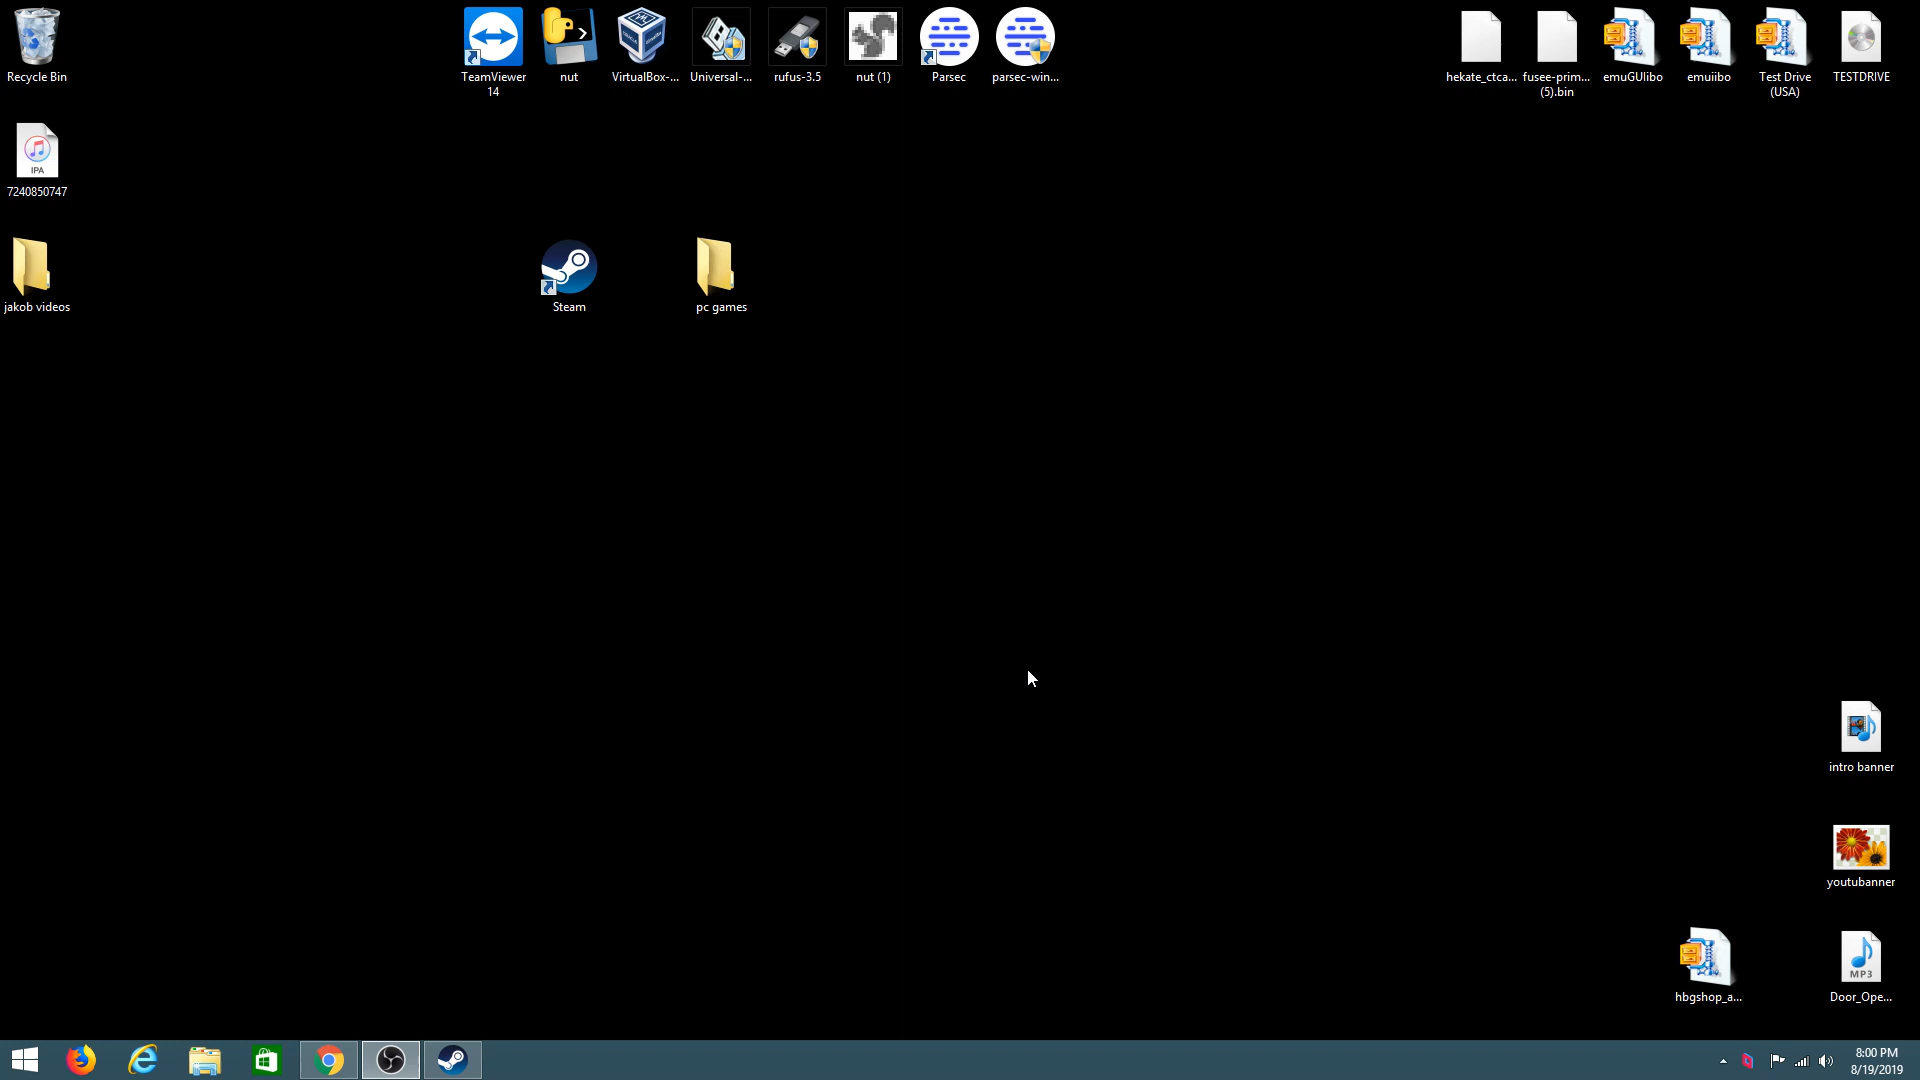 Recycle Bin
TeamViewer
14
nut
VirtualBox-...
Universal-...
rufus-3.5
nut (1)
Parsec
parsec-win...
hekate_ctca...
fusee-prim...
(5).bin
emuGUIibo
emuiibo
Test Drive
(USA)
TESTDRIVE
IPA
7240850747
jakob videos
Steam
pc games
intro banner
youtubanner
hbgshop_a...
MP3
Door_Ope...
8:00 PM
8/19/2019